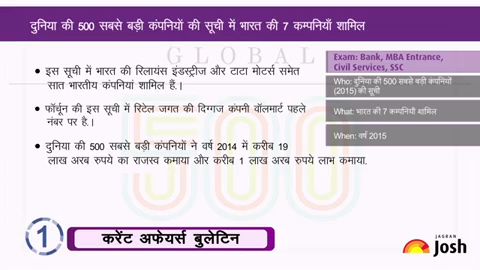 दुनिया की 500 सबसे बड़ी कंपनियों की सूची में भारत की 7 कम्पनियाँ शामिल
GLOBAL
500
• इस सूची में भारत की रिलायंस इंडस्ट्रीज और टाटा मोटर्स समेत
सात भारतीय कंपनियां शामिल हैं.।
• फॉर्चून की इस सूची में रिटेल जगत की दिग्गज कंपनी वॉलमार्ट पहले
नंबर पर है.।
• दुनिया की 500 सबसे बड़ी कंपनियों ने वर्ष 2014 में करीब 19
लाख अरब रुपये का राजस्व कमाया और करीब 1 लाख अरब रुपये लाभ कमाया.
Exam: Bank, MBA Entrance,
Civil Services, SSC
Who: दुनिया की 500 सबसे बड़ी कंपनियों
(2015) की सूची
What: भारत की 7 कम्पनियाँ शामिल
When: वर्ष 2015
1
करेंट अफेयर्स बुलेटिन
JAGRAN
Josh